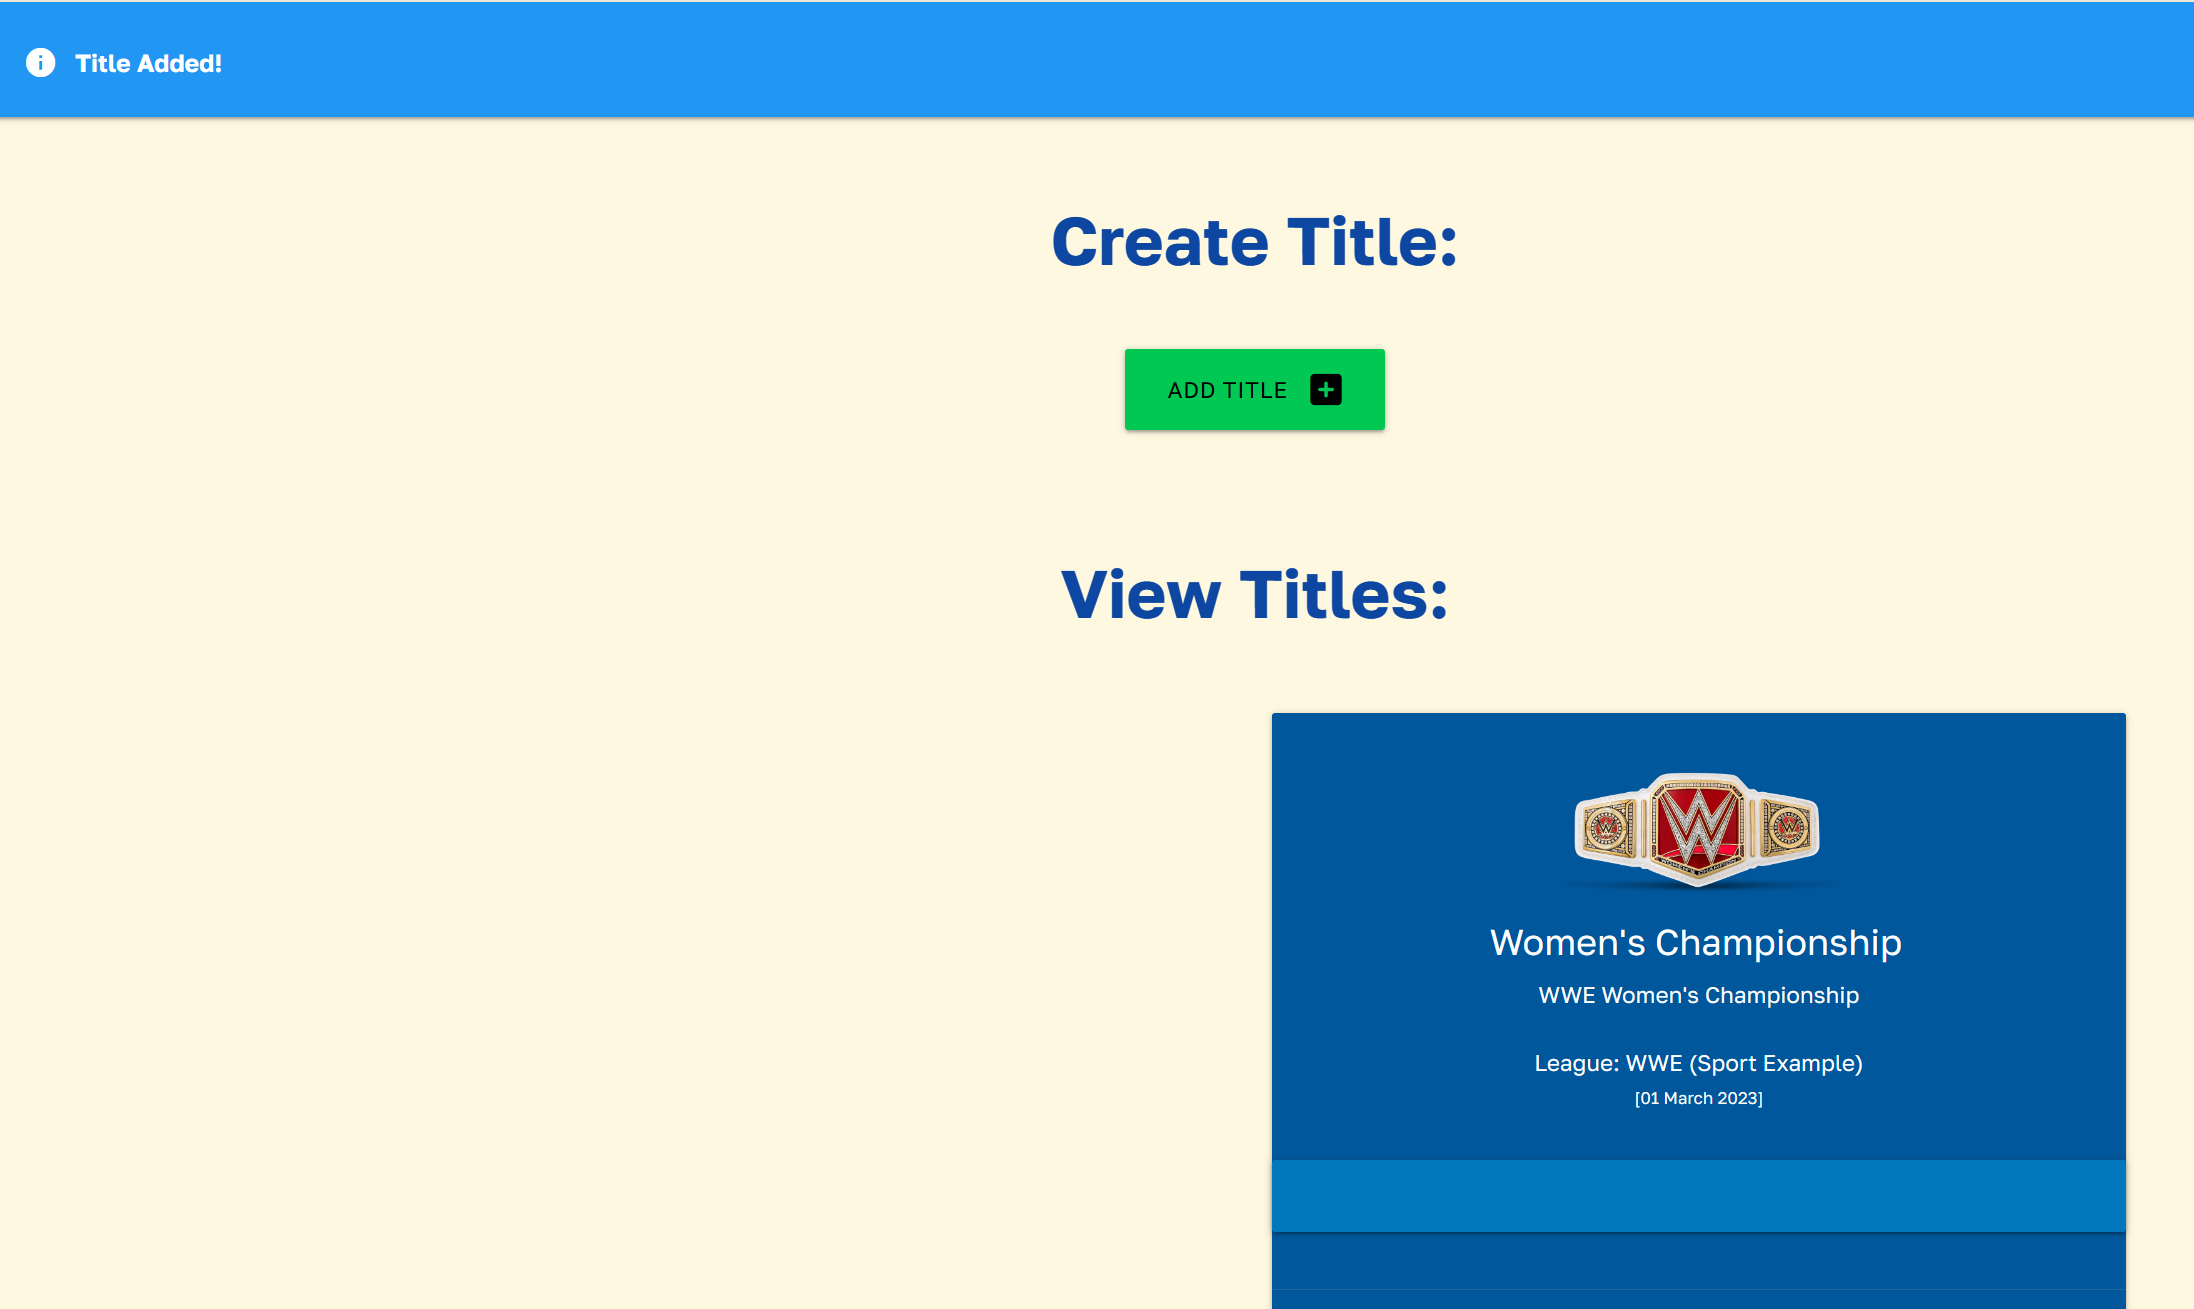 Title Added!
Create Title:
ADD TITLE
View Titles:
Women's Championship
WWE Women's Championship
League: WWE (Sport Example)
[01 March 2023]